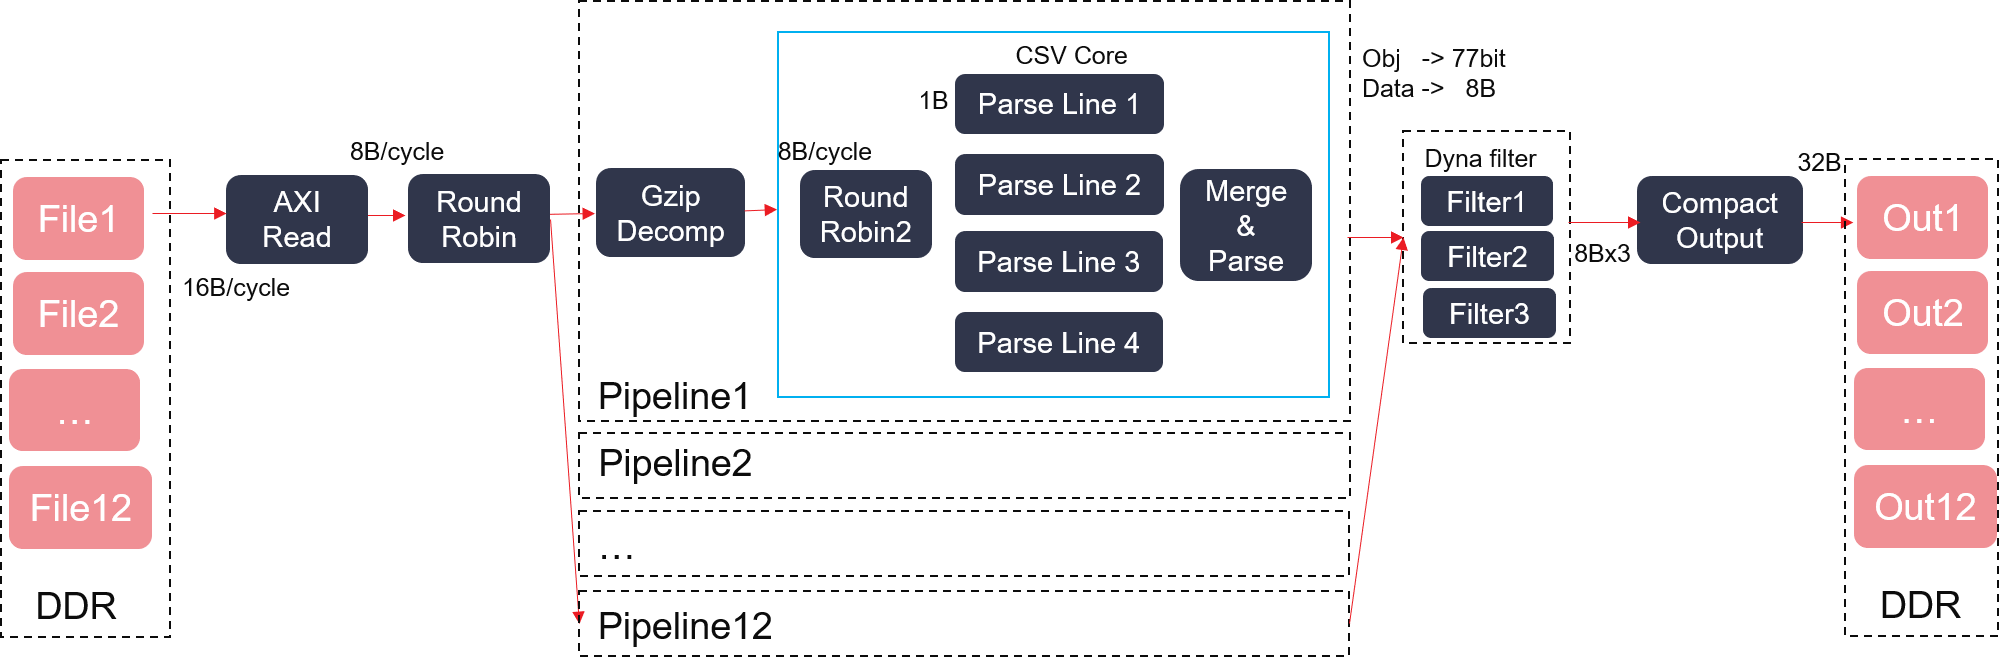 File1
File2
...
File12
DDR
16B/cycle
AXI
Read
8B/cycle
Round
Robin
Gzip
Decomp
8B/cycle
CSV Core
Round
Robin2
1B
Parse Line 1
Parse Line 2
Parse Line 3
Parse Line 4
Merge
&
Parse
Pipeline1
Pipeline2
...
Pipeline12
Obj -> 77bit
Data -> 8B
Dyna filter
Filter1
Filter2
Filter3
8Bx3
Compact
Output
32B
Out1
Out2
...
Out12
DDR